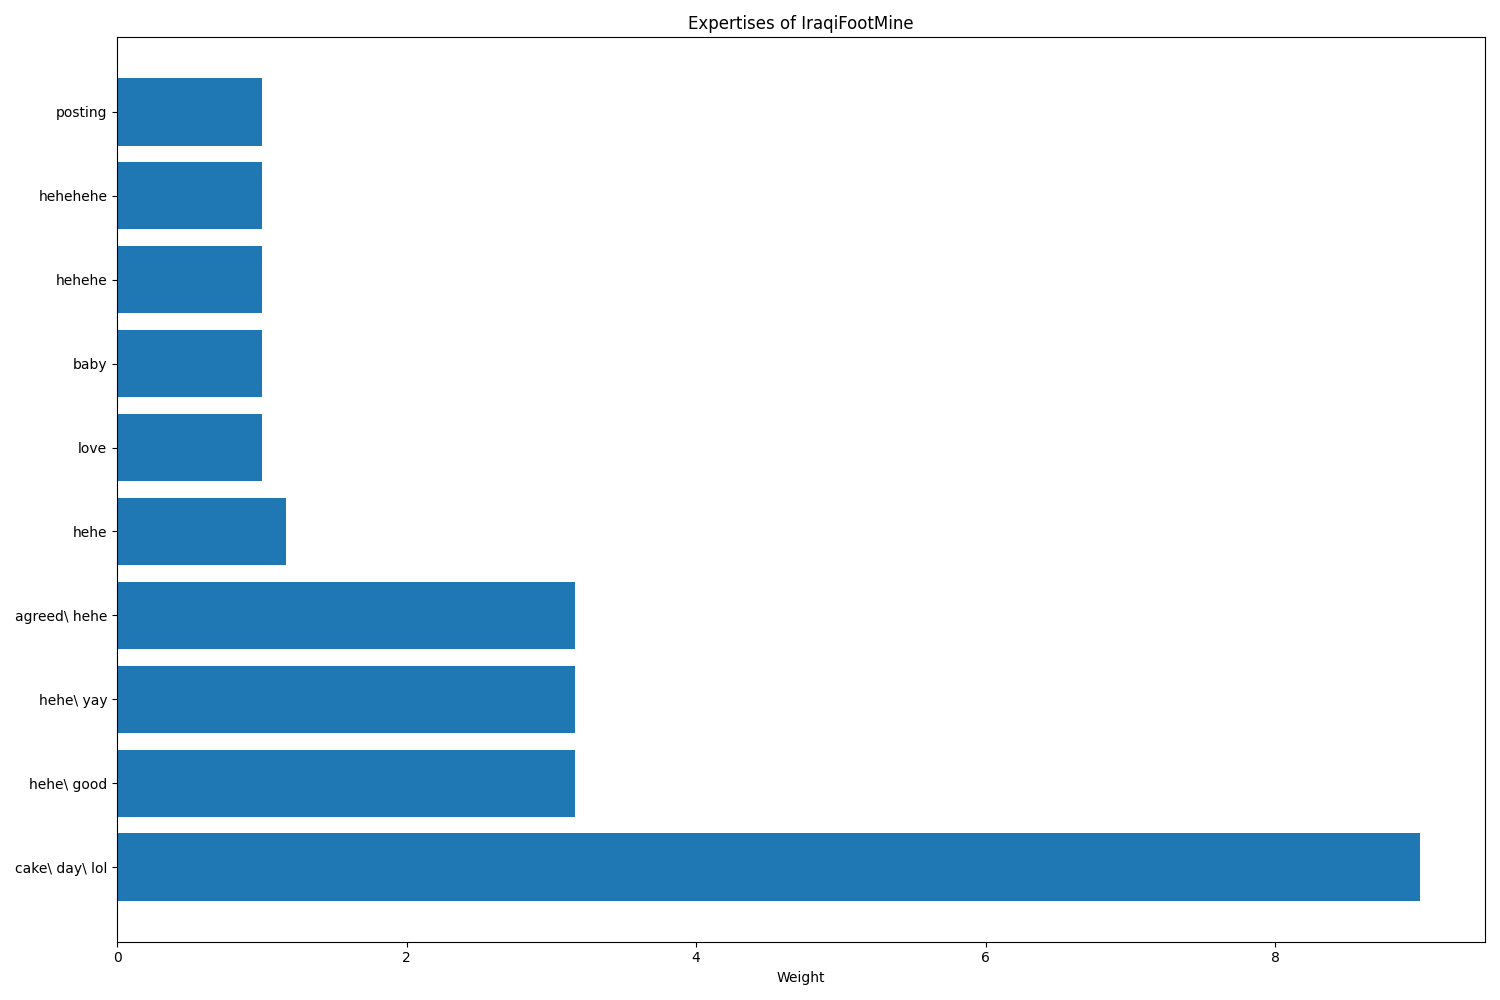 Expertises of IraqiFootMine
posting
hehehehe
hehehe
baby
love
hehe
agreed\ hehe
hehe\ yay
hehe\ good
cake\ day\ lol
0 2 4 6 8
Weight